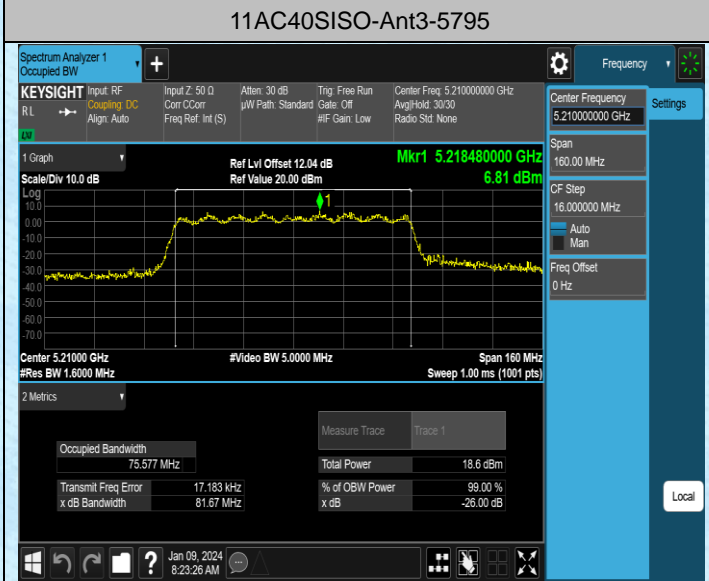 11AC40SISO-Ant3-5795
Spectrum Analyzer 1
Occupied BW
Frequency
KEYSIGHT
R L
LXI
Input: RF
Coupling: DC
Align: Auto
Input Z: 50 Ω
Corr CCorr
Freq Ref: Int (S)
Atten: 30 dB
µW Path: Standard
Trig: Free Run
Gate: Off
#IF Gain: Low
Center Freq: 5.210000000 GHz
Avg|Hold: 30/30
Radio Std: None
Center Frequency
5.210000000 GHz
Settings
Span
160.00 MHz
CF Step
16.000000 MHz
Auto
Man
Freq Offset
0 Hz
Local
1 Graph
Scale/Div 10.0 dB
Ref Lvl Offset 12.04 dB
Ref Value 20.00 dBm
Mkr1 5.218480000 GHz
6.81 dBm
Log
10.0
0.00
-10.0
-20.0
-30.0
-40.0
-50.0
-60.0
-70.0
1
Center 5.21000 GHz
#Video BW 5.0000 MHz
Span 160 MHz
#Res BW 1.6000 MHz
Sweep 1.00 ms (1001 pts)
2 Metrics
Measure Trace
Trace 1
Occupied Bandwidth
75.577 MHz
Total Power
18.6 dBm
Transmit Freq Error
17.183 kHz
% of OBW Power
99.00 %
x dB Bandwidth
81.67 MHz
x dB
-26.00 dB
?
Jan 09, 2024
8:23:26 AM